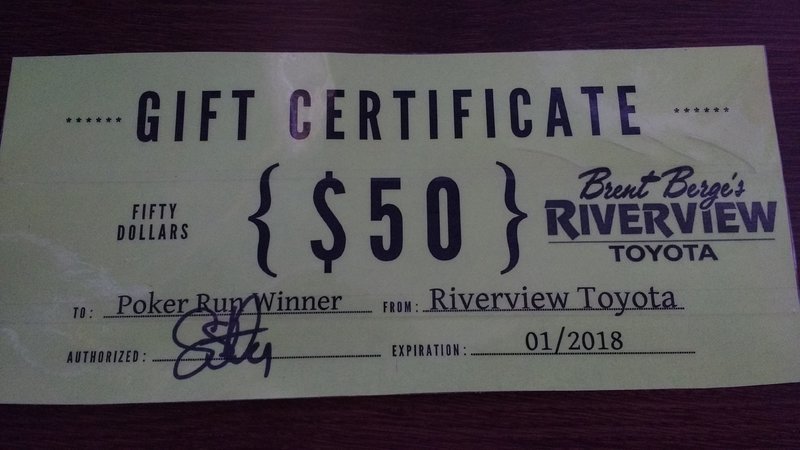 ****** GIFT CERTIFICATE ******
FIFTY
DOLLARS
{$50}
Brent Berge's
RIVERVIEW
TOYOTA
TO: Poker Run Winner FROM: Riverview Toyota
AUTHORIZED: EXPIRATION: 01/2018